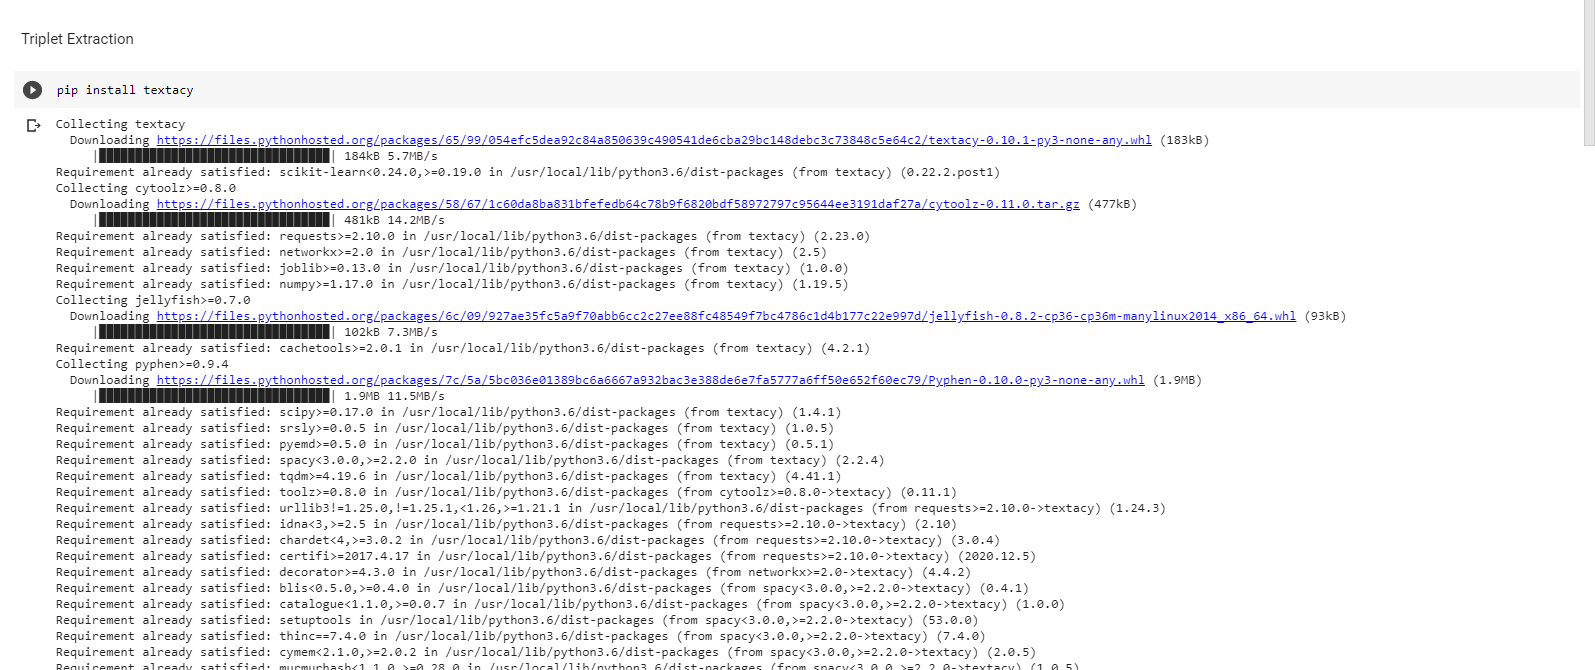 Triplet Extraction
pip install textacy
Collecting textacy
Downloading https://files.pythonhosted.org/packages/65/99/054efc5dea92c84a850639c490541de6cba29bc148debc3c73848c5e64c2/textacy-0.10.1-py3-none-any.whl (183kB)
|████████████████████████████████| 184kB 5.7MB/s
Requirement already satisfied: scikit-learn<0.24.0,>=0.19.0 in /usr/local/lib/python3.6/dist-packages (from textacy) (0.22.2.post1)
Collecting cytoolz>=0.8.0
Downloading https://files.pythonhosted.org/packages/58/67/1c60da8ba831bfefedb64c78b9f6820bdf58972797c95644ee3191daf27a/cytoolz-0.11.0.tar.gz (477kB)
|████████████████████████████████| 481kB 14.2MB/s
Requirement already satisfied: requests>=2.10.0 in /usr/local/lib/python3.6/dist-packages (from textacy) (2.23.0)
Requirement already satisfied: networkx>=2.0 in /usr/local/lib/python3.6/dist-packages (from textacy) (2.5)
Requirement already satisfied: joblib>=0.13.0 in /usr/local/lib/python3.6/dist-packages (from textacy) (1.0.0)
Requirement already satisfied: numpy>=1.17.0 in /usr/local/lib/python3.6/dist-packages (from textacy) (1.19.5)
Collecting jellyfish>=0.7.0
Downloading https://files.pythonhosted.org/packages/6c/09/927ae35fc5a9f70abb6cc2c27ee88fc48549f7bc4786c1d4b177c22e997d/jellyfish-0.8.2-cp36-cp36m-manylinux2014_x86_64.whl (93kB)
|████████████████████████████████| 102kB 7.3MB/s
Requirement already satisfied: cachetools>=2.0.1 in /usr/local/lib/python3.6/dist-packages (from textacy) (4.2.1)
Collecting pyphen>=0.9.4
Downloading https://files.pythonhosted.org/packages/7c/5a/5bc036e01389bc6a6667a932bac3e388de6e7fa5777a6ff50e652f60ec79/Pyphen-0.10.0-py3-none-any.whl (1.9MB)
|████████████████████████████████| 1.9MB 11.5MB/s
Requirement already satisfied: scipy>=0.17.0 in /usr/local/lib/python3.6/dist-packages (from textacy) (1.4.1)
Requirement already satisfied: srsly>=0.0.5 in /usr/local/lib/python3.6/dist-packages (from textacy) (1.0.5)
Requirement already satisfied: pyemd>=0.5.0 in /usr/local/lib/python3.6/dist-packages (from textacy) (0.5.1)
Requirement already satisfied: spacy<3.0.0,>=2.2.0 in /usr/local/lib/python3.6/dist-packages (from textacy) (2.2.4)
Requirement already satisfied: tqdm>=4.19.6 in /usr/local/lib/python3.6/dist-packages (from textacy) (4.41.1)
Requirement already satisfied: toolz>=0.8.0 in /usr/local/lib/python3.6/dist-packages (from cytoolz>=0.8.0->textacy) (0.11.1)
Requirement already satisfied: urllib3!=1.25.0,!=1.25.1,<1.26,>=1.21.1 in /usr/local/lib/python3.6/dist-packages (from requests>=2.10.0->textacy) (1.24.3)
Requirement already satisfied: idna<3,>=2.5 in /usr/local/lib/python3.6/dist-packages (from requests>=2.10.0->textacy) (2.10)
Requirement already satisfied: chardet<4,>=3.0.2 in /usr/local/lib/python3.6/dist-packages (from requests>=2.10.0->textacy) (3.0.4)
Requirement already satisfied: certifi>=2017.4.17 in /usr/local/lib/python3.6/dist-packages (from requests>=2.10.0->textacy) (2020.12.5)
Requirement already satisfied: decorator>=4.3.0 in /usr/local/lib/python3.6/dist-packages (from networkx>=2.0->textacy) (4.4.2)
Requirement already satisfied: blis<0.5.0,>=0.4.0 in /usr/local/lib/python3.6/dist-packages (from spacy<3.0.0,>=2.2.0->textacy) (0.4.1)
Requirement already satisfied: catalogue<1.1.0,>=0.0.7 in /usr/local/lib/python3.6/dist-packages (from spacy<3.0.0,>=2.2.0->textacy) (1.0.0)
Requirement already satisfied: setuptools in /usr/local/lib/python3.6/dist-packages (from spacy<3.0.0,>=2.2.0->textacy) (53.0.0)
Requirement already satisfied: thinc==7.4.0 in /usr/local/lib/python3.6/dist-packages (from spacy<3.0.0,>=2.2.0->textacy) (7.4.0)
Requirement already satisfied: cymem<2.1.0,>=2.0.2 in /usr/local/lib/python3.6/dist-packages (from spacy<3.0.0,>=2.2.0->textacy) (2.0.5)
Requirement already satisfied: murmurhash<1.1.0,>=0.28.0 in /usr/local/lib/python3.6/dist-packages (from spacy<3.0.0,>=2.2.0->textacy) (1.0.5)